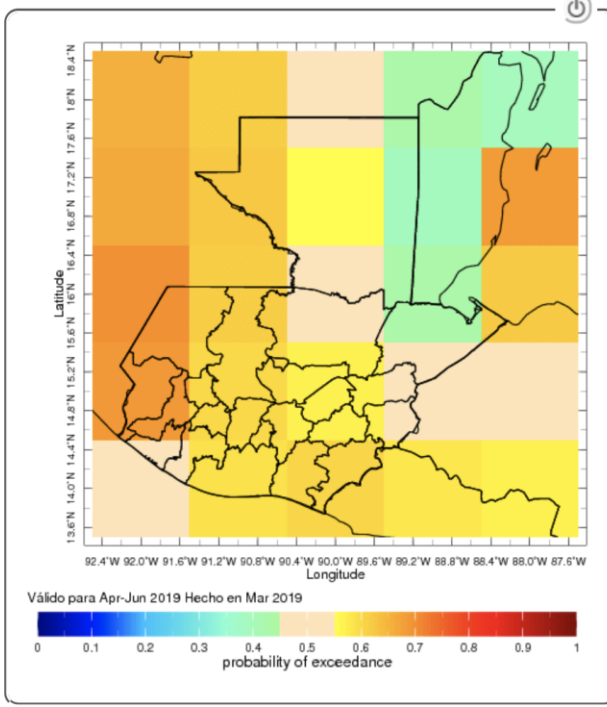 18.4°N
1.8°N
17.6°N
17.2°N
16.8°N
16.4°N
16°N
15.6°N
15.2°N
14.8°N
14.4°N
14.0°N
13.6°N
Latitude
92.4°W 92.0°W 91.6°W 91.2°W 90.8°W 90.4°W 90.0°W 89.6°W 89.2°W 88.8°W 88.4°W 88.0°W 87.6°W
Longitude
Válido para Apr-Jun 2019 Hecho en Mar 2019
0 0.1 0.2 0.3 0.4 0.5 0.6 0.7 0.8 0.9 1
probability of exceedance